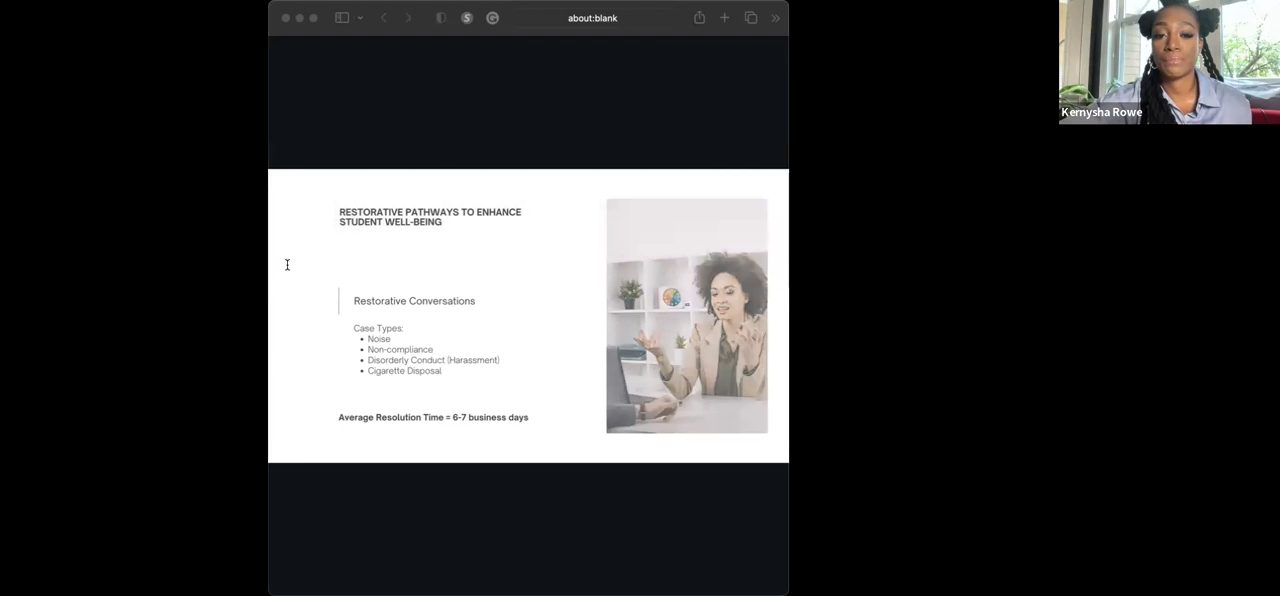 about:blank
Kernysha Rowe
RESTORATIVE PATHWAYS TO ENHANCE
STUDENT WELL-BEING
Restorative Conversations
Case Types:
• Noise
• Non-compliance
• Disorderly Conduct (Harassment)
• Cigarette Disposal
Average Resolution Time = 6-7 business days